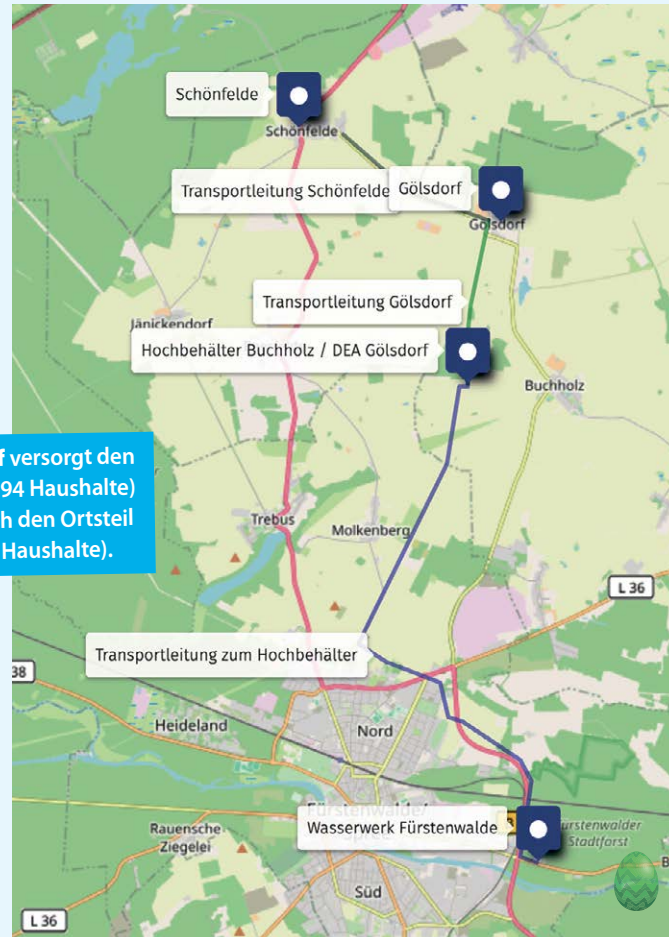 Schönfelde
Schönfelde
Transportleitung Schönfelde
Gölsdorf
Gölsdorf
Transportleitung Gölsdorf
Jänickendorf
Hochbehälter Buchholz / DEA Gölsdorf
Buchholz
f versorgt den
94 Haushalte)
h den Ortsteil
Haushalte).
Trebus
Molkenberg
L 36
Transportleitung zum Hochbehälter
38
Heideland
Nord
Fürstenwalde/
Wasserwerk Fürstenwalde
Rauensche
Ziegelei
Fürstenwalder
Stadtforst
B
Süd
L 36